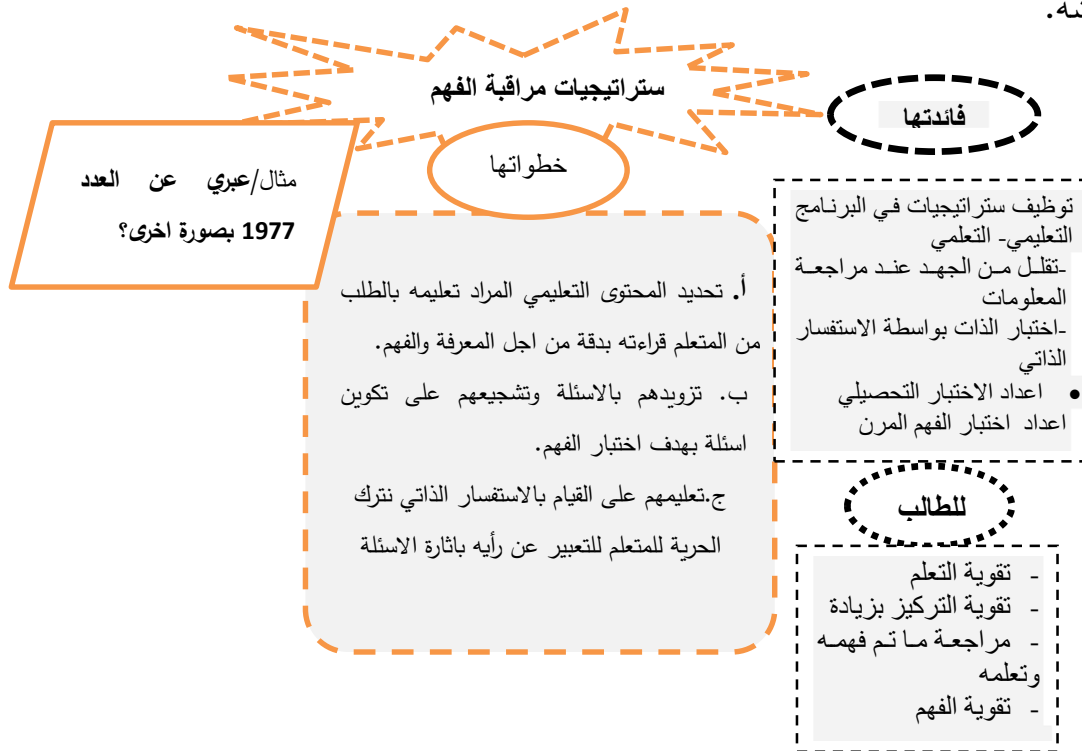 ستراتيجيات مراقبة الفهم
فائدتها
خطواتها
مثال/عبري عن العدد
1977 بصورة اخرى؟
توظيف ستراتيجيات في البرنامج
التعليمي- التعلمي
-تقلل من الجهد عند مراجعة
المعلومات
-اختبار الذات بواسطة الاستفسار
الذاتي
• اعداد الاختبار التحصيلي
اعداد اختبار الفهم المرن
أ. تحديد المحتوى التعليمي المراد تعليمه بالطلب
من المتعلم قراءته بدقة من اجل المعرفة والفهم.
ب. تزويدهم بالاسئلة وتشجيعهم على تكوين
اسئلة بهدف اختبار الفهم.
ج.تعليمهم على القيام بالاستفسار الذاتي نترك
الحرية للمتعلم للتعبير عن رأيه باثارة الاسئلة
للطالب
- تقوية التعلم
- تقوية التركيز بزيادة
- مراجعة ما تم فهمه
وتعلمه
- تقوية الفهم